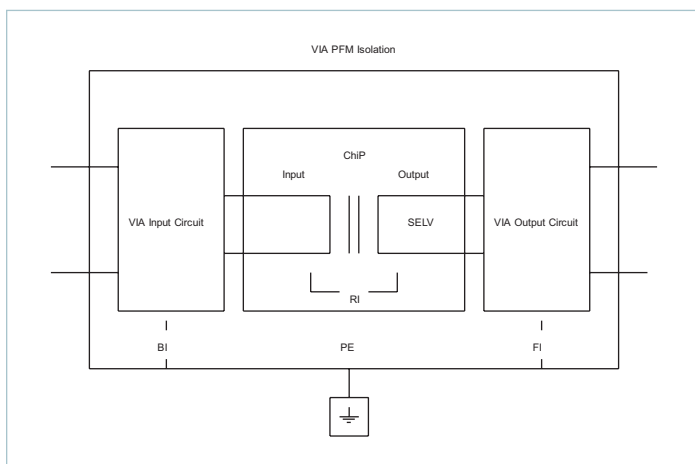 VIA PFM Isolation
ChiP
Input
Output
VIA Input Circuit
SELV
VIA Output Circuit
RI
BI
PE
FI